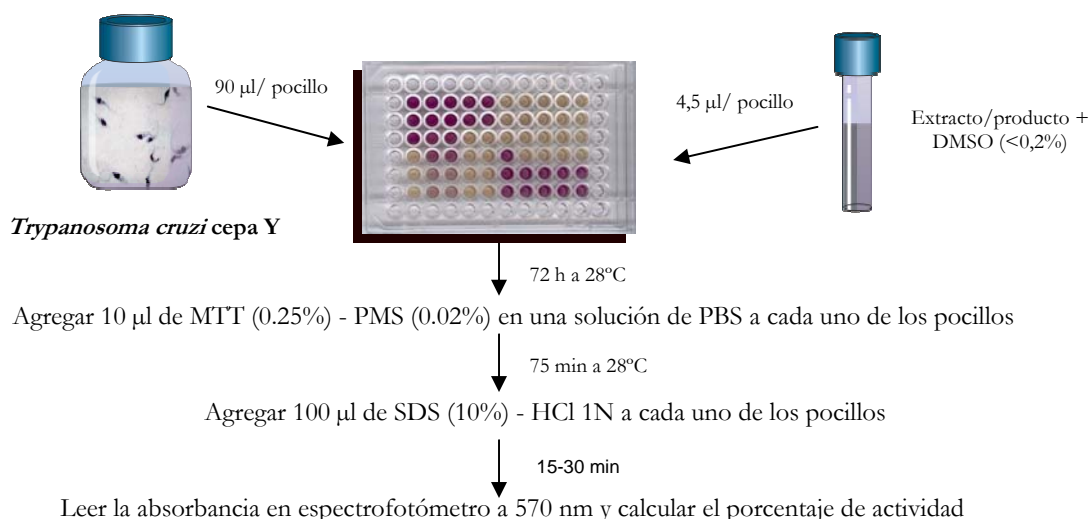 90 µl/ pocillo
4,5 µl/ pocillo
Extracto/producto +
DMSO (<0,2%)
Trypanosoma cruzi cepa Y
72 h a 28ºC
Agregar 10 µl de MTT (0.25%) - PMS (0.02%) en una solución de PBS a cada uno de los pocillos
75 min a 28ºC
Agregar 100 µl de SDS (10%) - HCl 1N a cada uno de los pocillos
15-30 min
Leer la absorbancia en espectrofotómetro a 570 nm y calcular el porcentaje de actividad